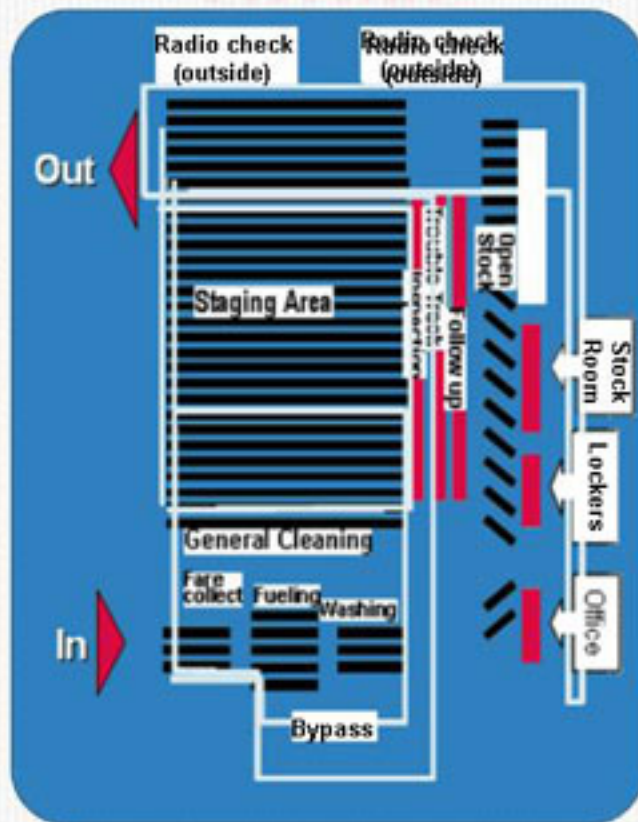 Radio check
(outside)
Radio check
(outside)
Out
Open
Stock
Staging Area
Inspection
Trouble Track
Follow up
Stock
Room
Lockers
General Cleaning
Fare
collect
Fueling
Washing
In
Office
Bypass